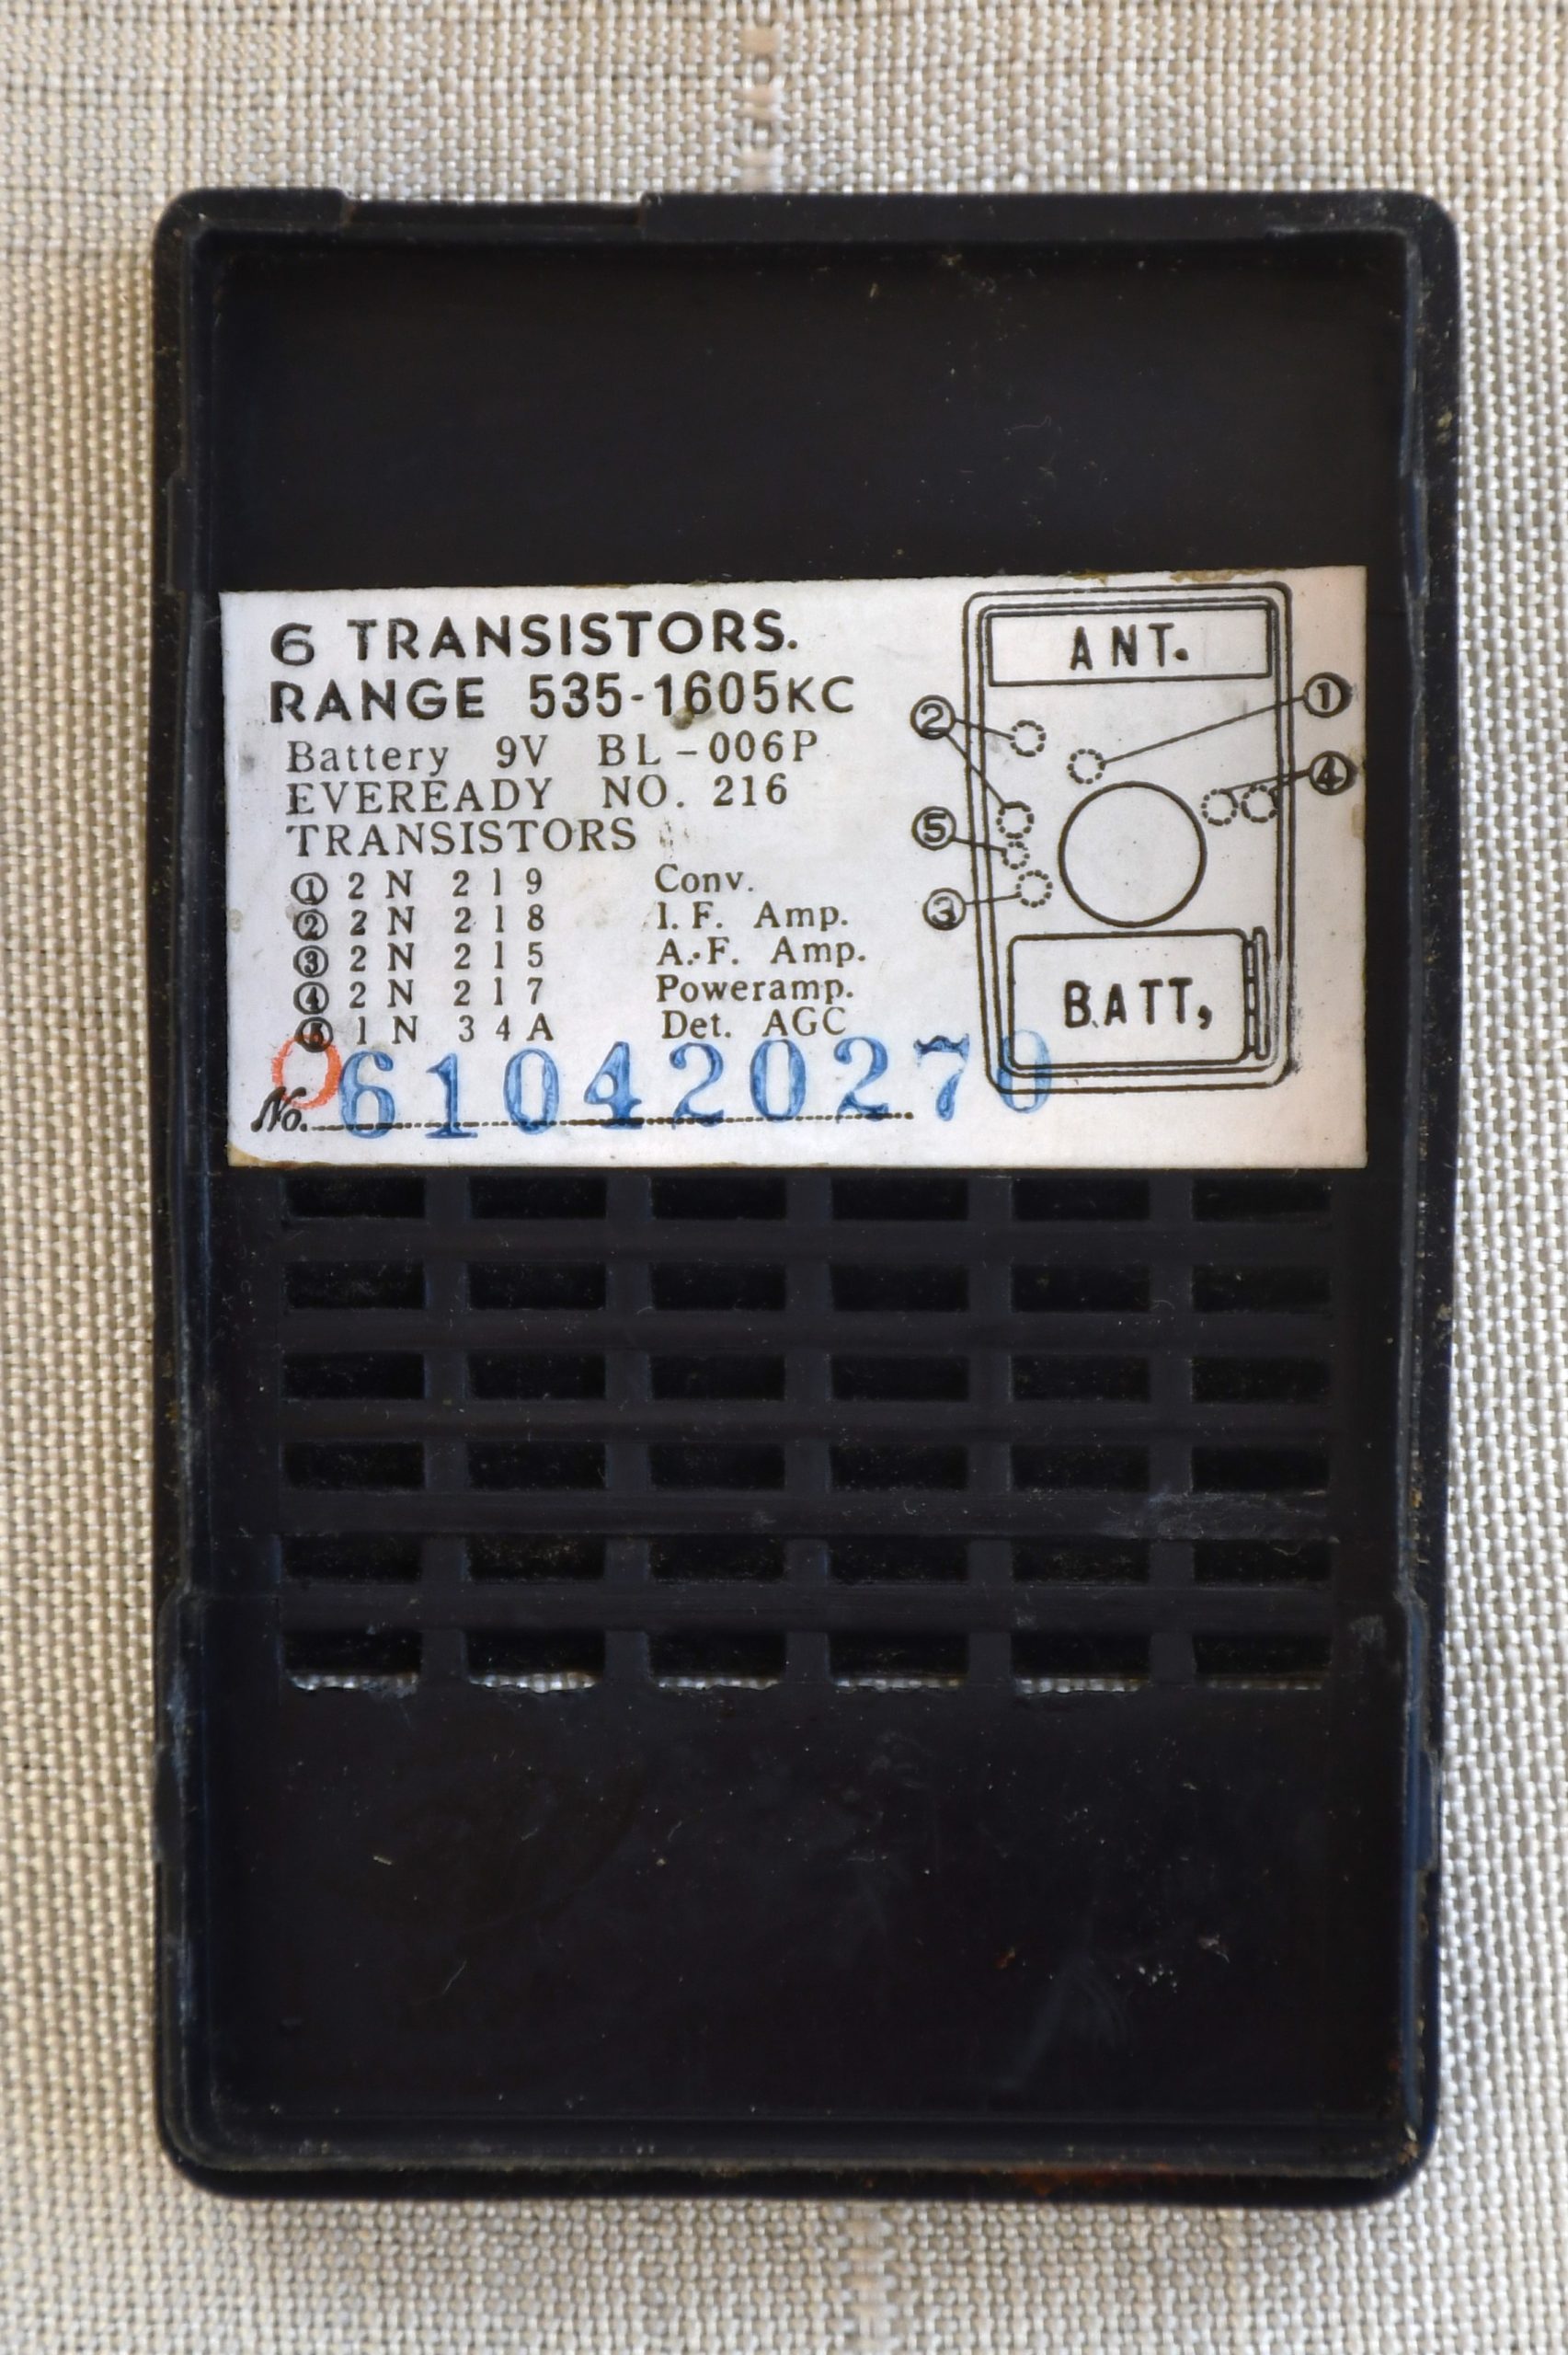 6 TRANSISTORS.
RANGE 535-1605KC
Battery 9V BL-006P
EVEREADY NO. 216
TRANSISTORS
① 2N 219 Conv.
② 2N 218 I.F. Amp.
③ 2N 215 A.F. Amp.
④ 2N 217 Poweramp.
⑤ 1N 34A Det. AGC
No. 610420270
ANT.
①
②
④
⑤
③
BATT,